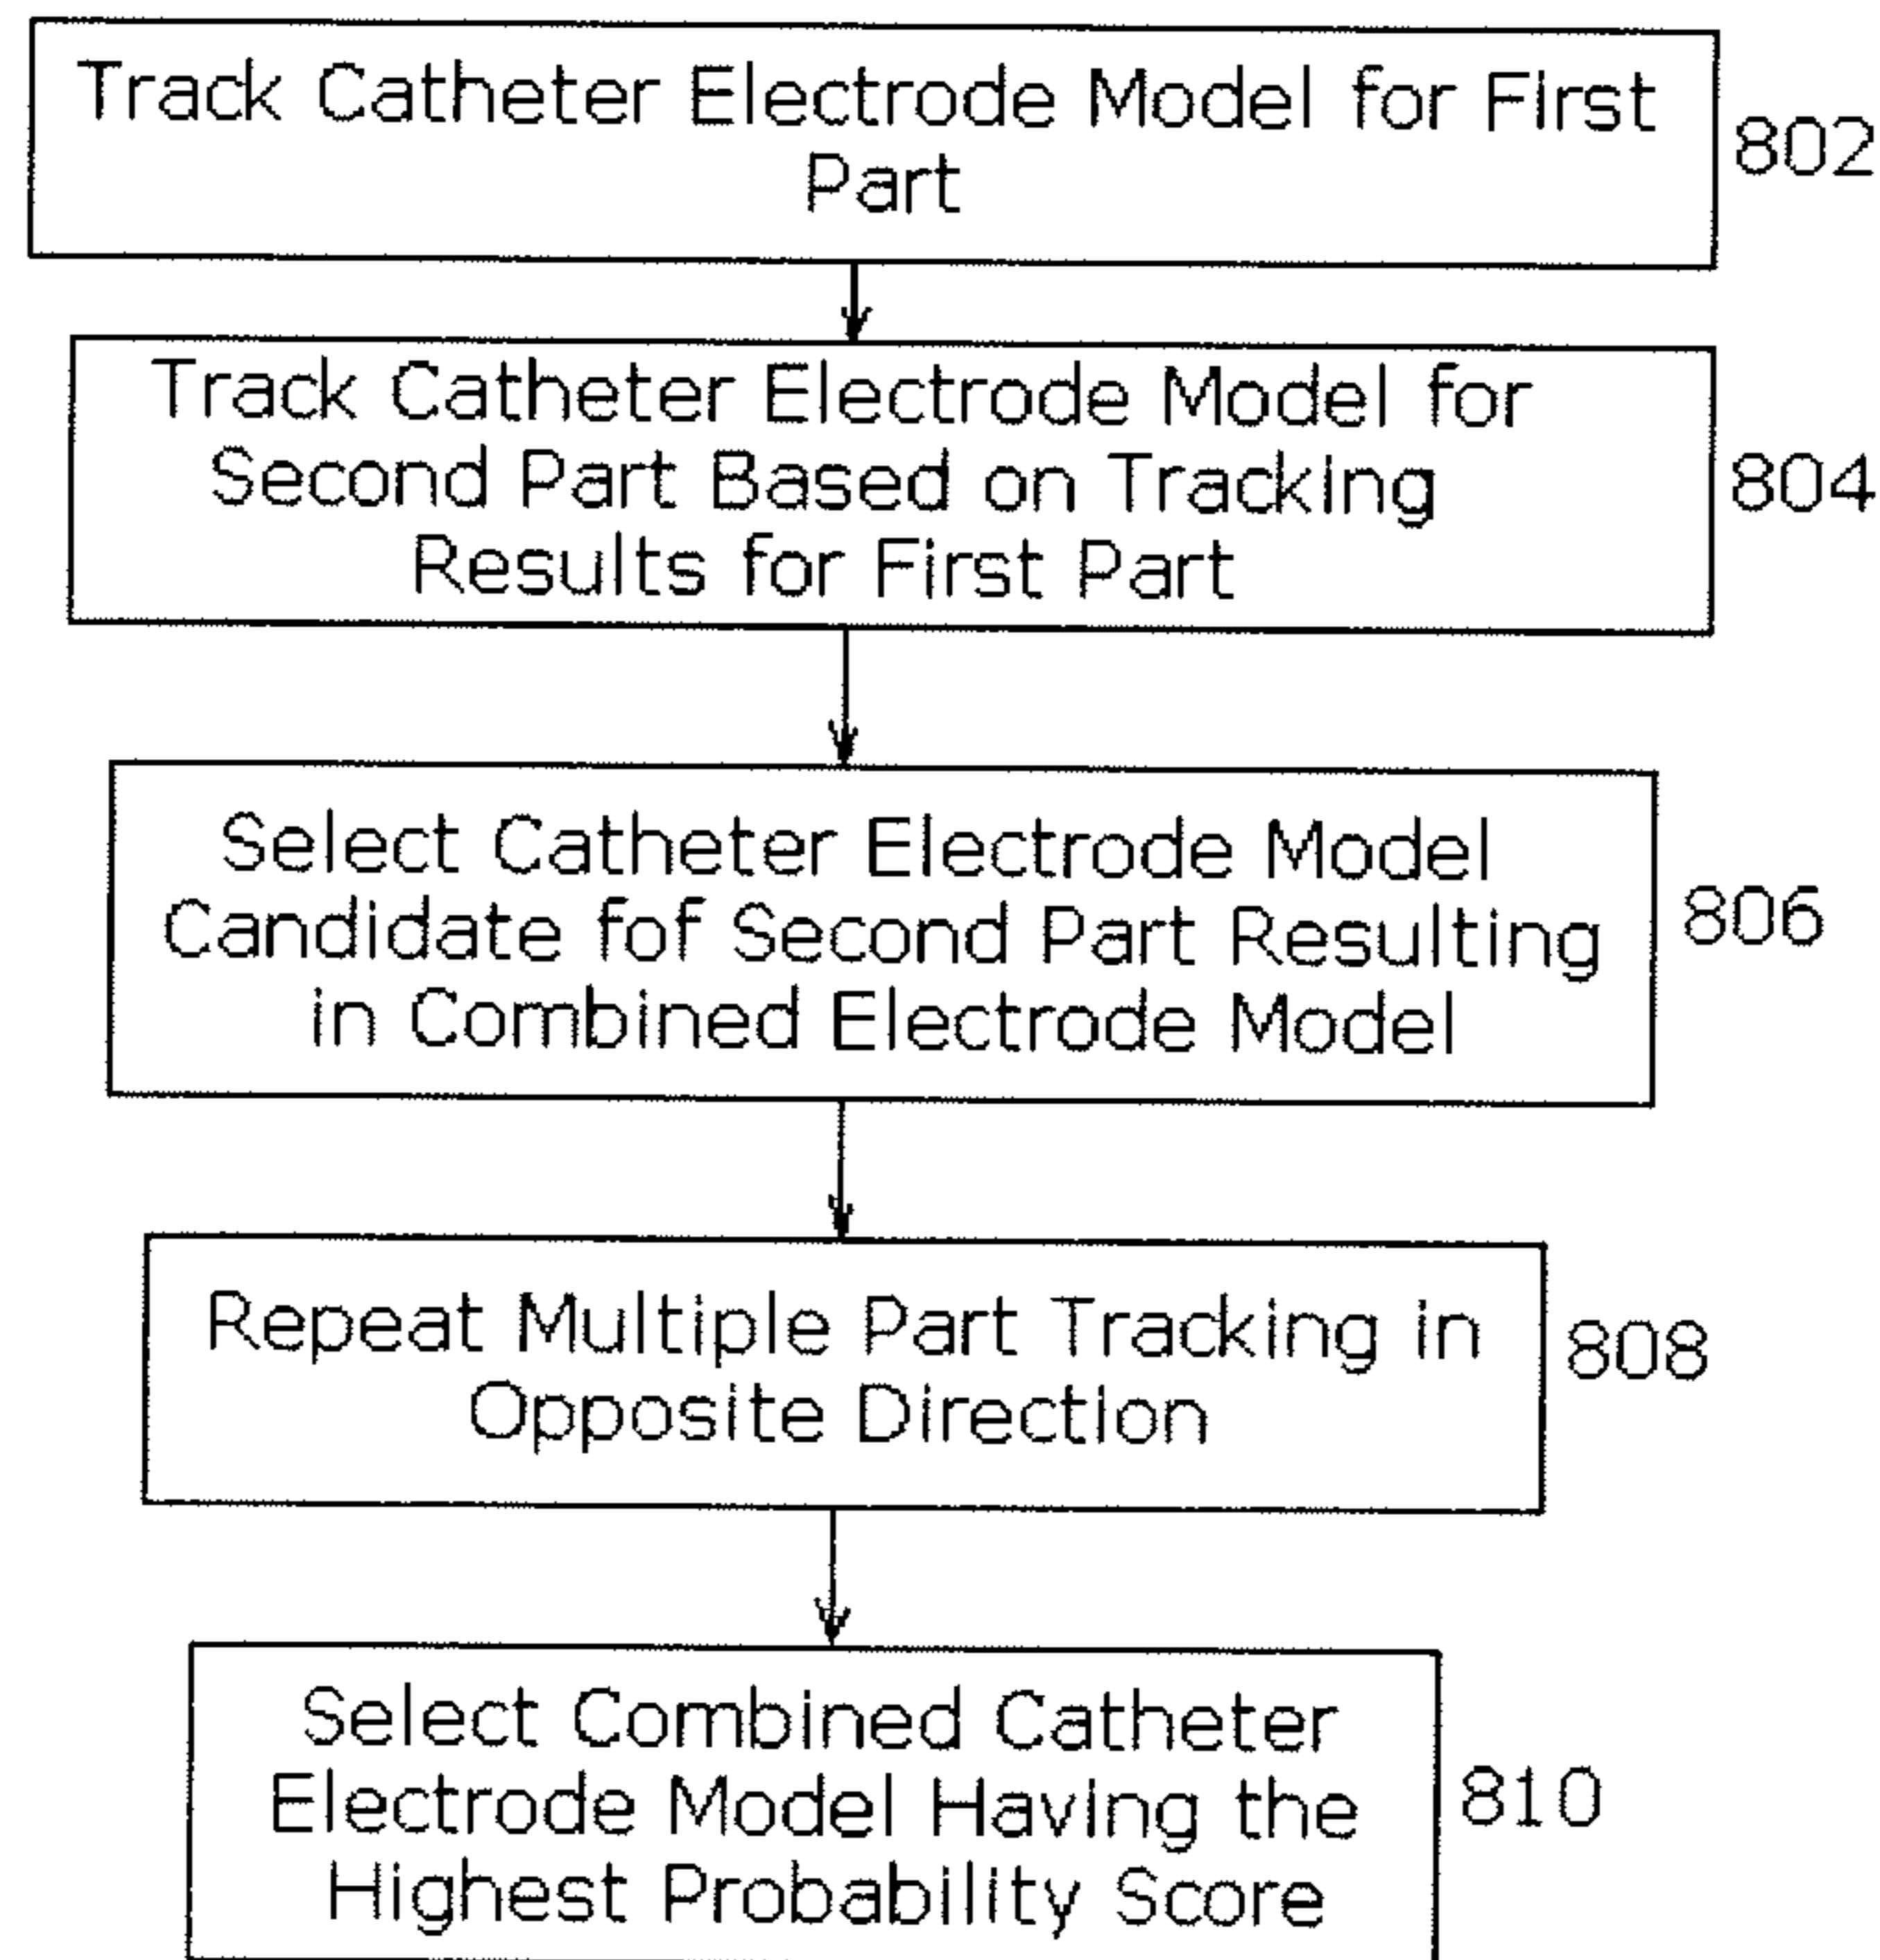 Track Catheter Electrode Model for First
Part
802
Track Catheter Electrode Model for
Second Part Based on Tracking
Results for First Part
804
Select Catheter Electrode Model
Candidate fof Second Part Resulting
in Combined Electrode Model
806
Repeat Multiple Part Tracking in
Opposite Direction
808
Select Combined Catheter
Electrode Model Having the
Highest Probability Score
810